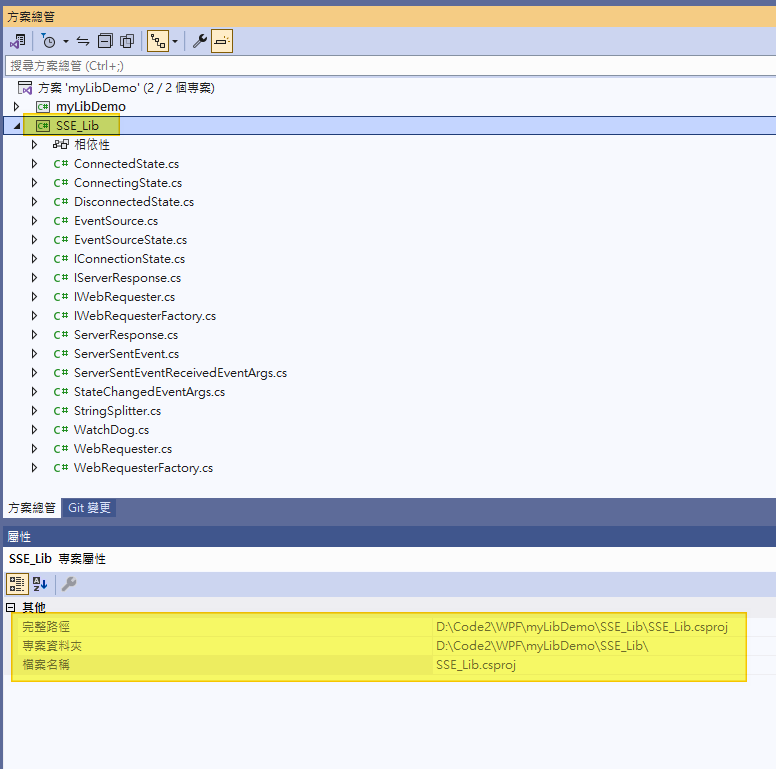 方案總管
搜尋方案總管 (Ctrl+;)
方案 'myLibDemo' (2 / 2 個專案)
C# myLibDemo
C# SSE_Lib
相依性
C# ConnectedState.cs
C# ConnectingState.cs
C# DisconnectedState.cs
C# EventSource.cs
C# EventSourceState.cs
C# IConnectionState.cs
C# IServerResponse.cs
C# IWebRequester.cs
C# IWebRequesterFactory.cs
C# ServerResponse.cs
C# ServerSentEvent.cs
C# ServerSentEventReceivedEventArgs.cs
C# StateChangedEventArgs.cs
C# StringSplitter.cs
C# WatchDog.cs
C# WebRequester.cs
C# WebRequesterFactory.cs
方案總管 Git 變更
屬性
SSE_Lib 專案屬性
其他
完整路徑 D:\Code2\WPF\myLibDemo\SSE_Lib\SSE_Lib.csproj
專案資料夾 D:\Code2\WPF\myLibDemo\SSE_Lib\
檔案名稱 SSE_Lib.csproj